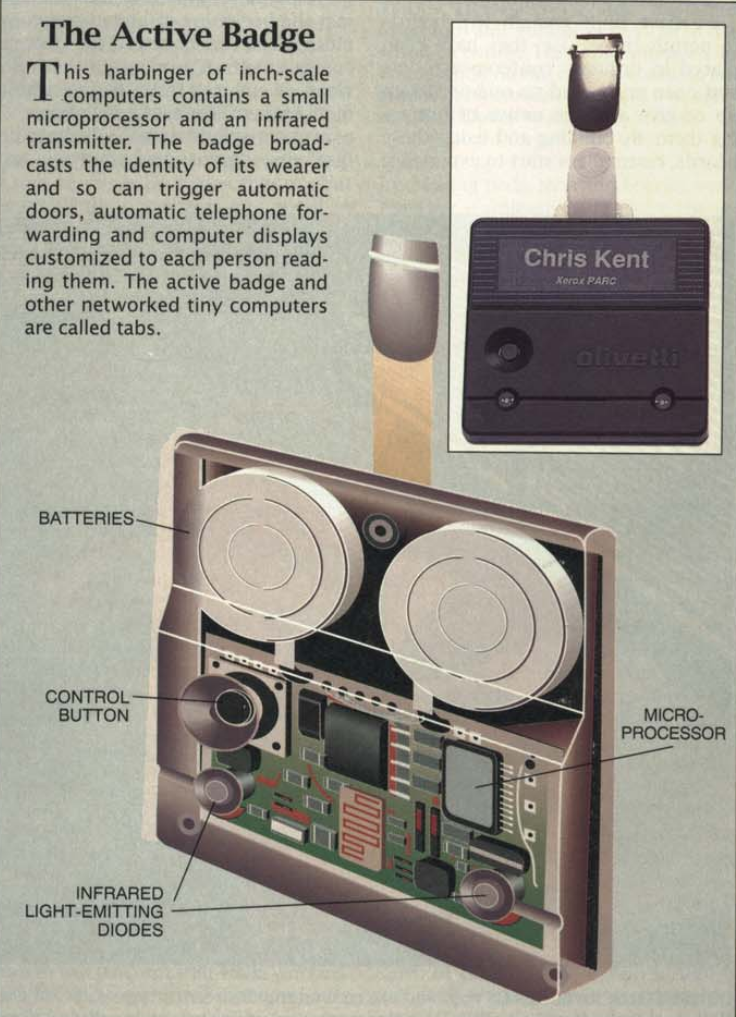 The Active Badge
This harbinger of inch-scale
computers contains a small
microprocessor and an infrared
transmitter. The badge broad-
casts the identity of its wearer
and so can trigger automatic
doors, automatic telephone for-
warding and computer displays
customized to each person read-
ing them. The active badge and
other networked tiny computers
are called tabs.
Chris Kent
Xerox PARC
olivetti
BATTERIES
CONTROL
BUTTON
MICRO-
PROCESSOR
INFRARED
LIGHT-EMITTING
DIODES